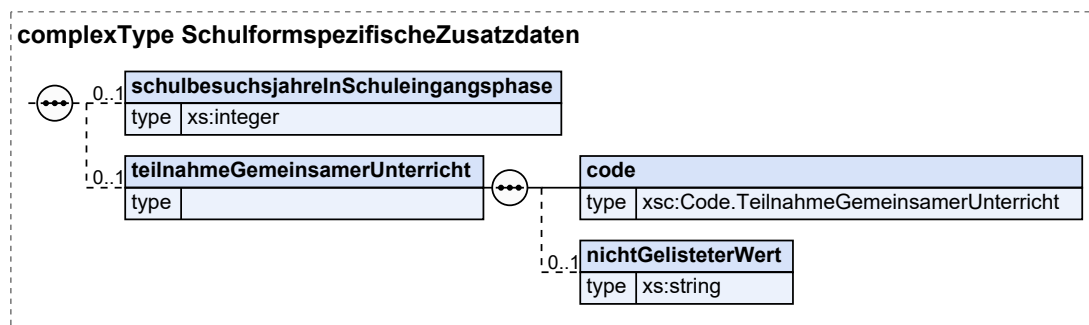 complexType SchulformspezifischeZusatzdaten
0..1
schulbesuchsjahreInSchuleingangsphase
type xs:integer
0..1
teilnahmeGemeinsamerUnterricht
type
code
type xsc:Code.TeilnahmeGemeinsamerUnterricht
0..1
nichtGelisteterWert
type xs:string